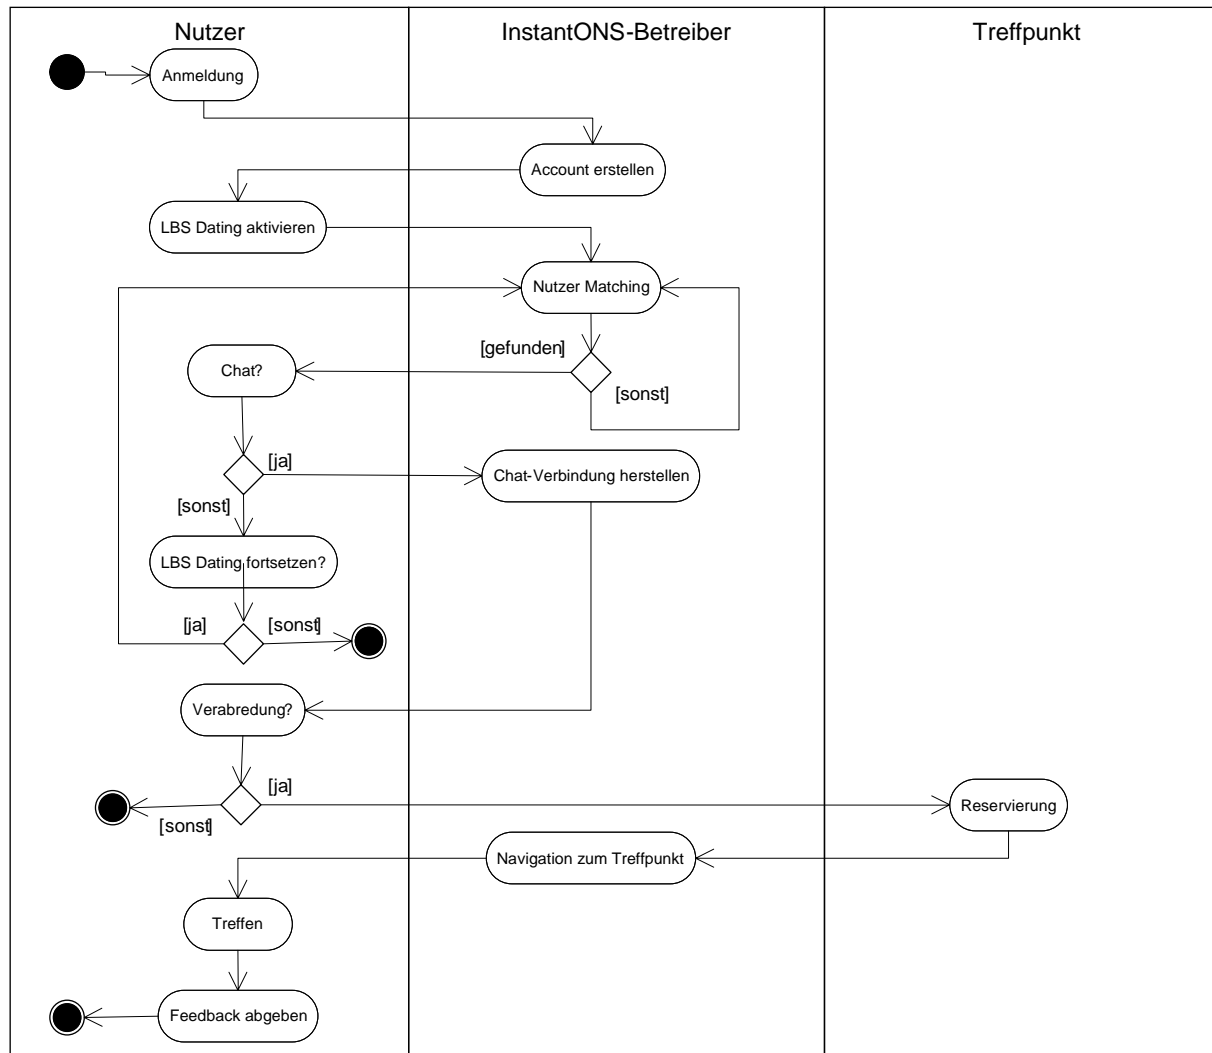 Nutzer
InstantONS-Betreiber
Treffpunkt
Anmeldung
Account erstellen
LBS Dating aktivieren
Nutzer Matching
[gefunden]
Chat?
[sonst]
[ja]
Chat-Verbindung herstellen
[sonst]
LBS Dating fortsetzen?
[ja]
[sonst]
Verabredung?
[ja]
Reservierung
[sonst]
Navigation zum Treffpunkt
Treffen
Feedback abgeben